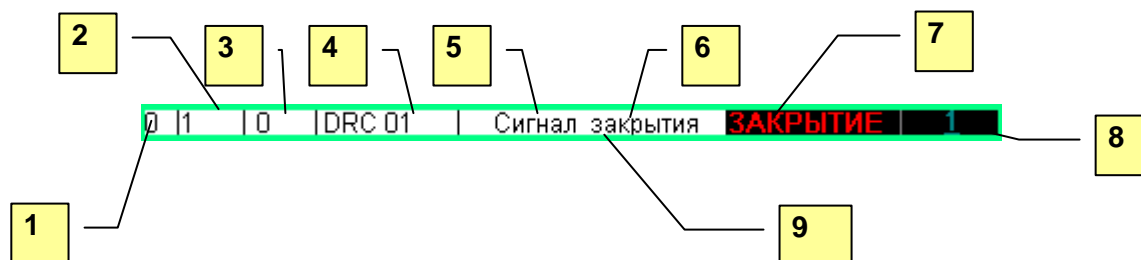 2 3 4 5 6 7
0 |1 | 0 |DRC 01 | Сигнал закрытия ЗАКРЫТИЕ | 1
8
1 9